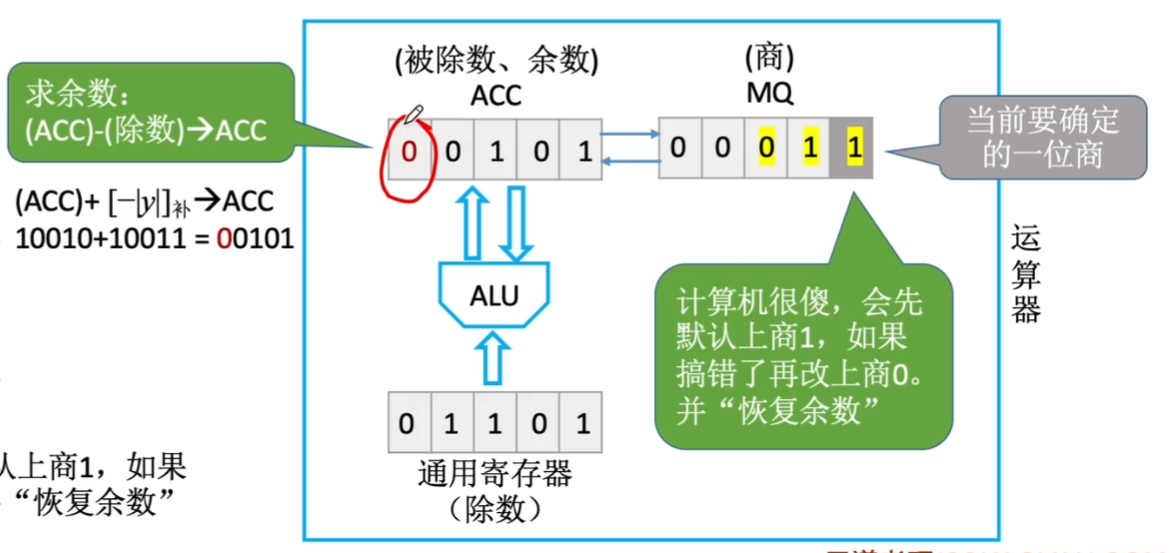 (被除数、余数)
ACC
(商)
MQ
求余数：
(ACC)-(除数)→ACC
0 0 1 0 1
0 0 0 1 1
当前要确定
的一位商
(ACC)+ [−|y|]补→ACC
10010+10011 = 00101
ALU
运
算
器
计算机很傻，会先
默认上商1，如果
搞错了再改上商0。
并“恢复余数”
0 1 1 0 1
通用寄存器
（除数）
上商1，如果
“恢复余数”